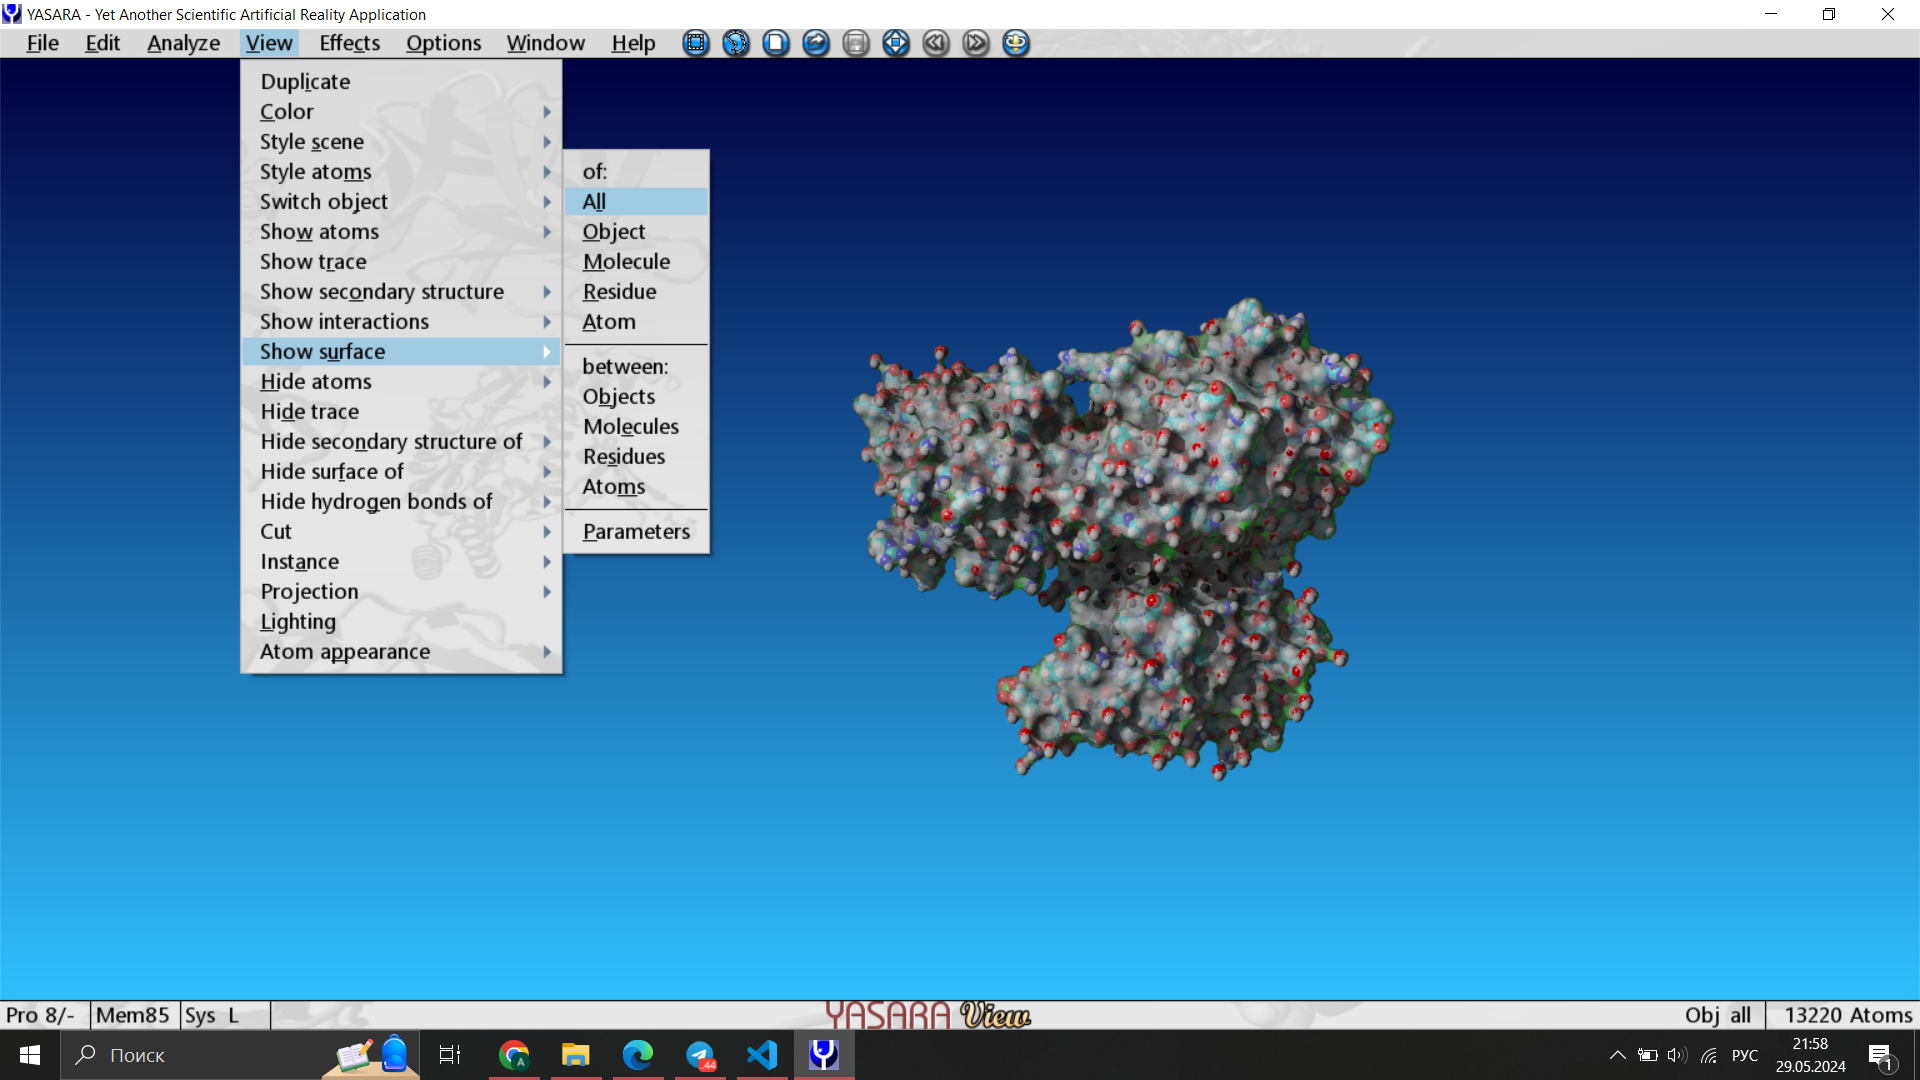 YASARA - Yet Another Scientific Artificial Reality Application
File Edit Analyze View Effects Options Window Help
Duplicate
Color
Style scene
Style atoms
Switch object
Show atoms
Show trace
Show secondary structure
Show interactions
Show surface
Hide atoms
Hide trace
Hide secondary structure of
Hide surface of
Hide hydrogen bonds of
Cut
Instance
Projection
Lighting
Atom appearance
of:
All
Object
Molecule
Residue
Atom
between:
Objects
Molecules
Residues
Atoms
Parameters
Pro 8/- Mem85 Sys L YASARA View Obj all 13220 Atoms
Поиск
A
44
РУС
21:58
29.05.2024
1